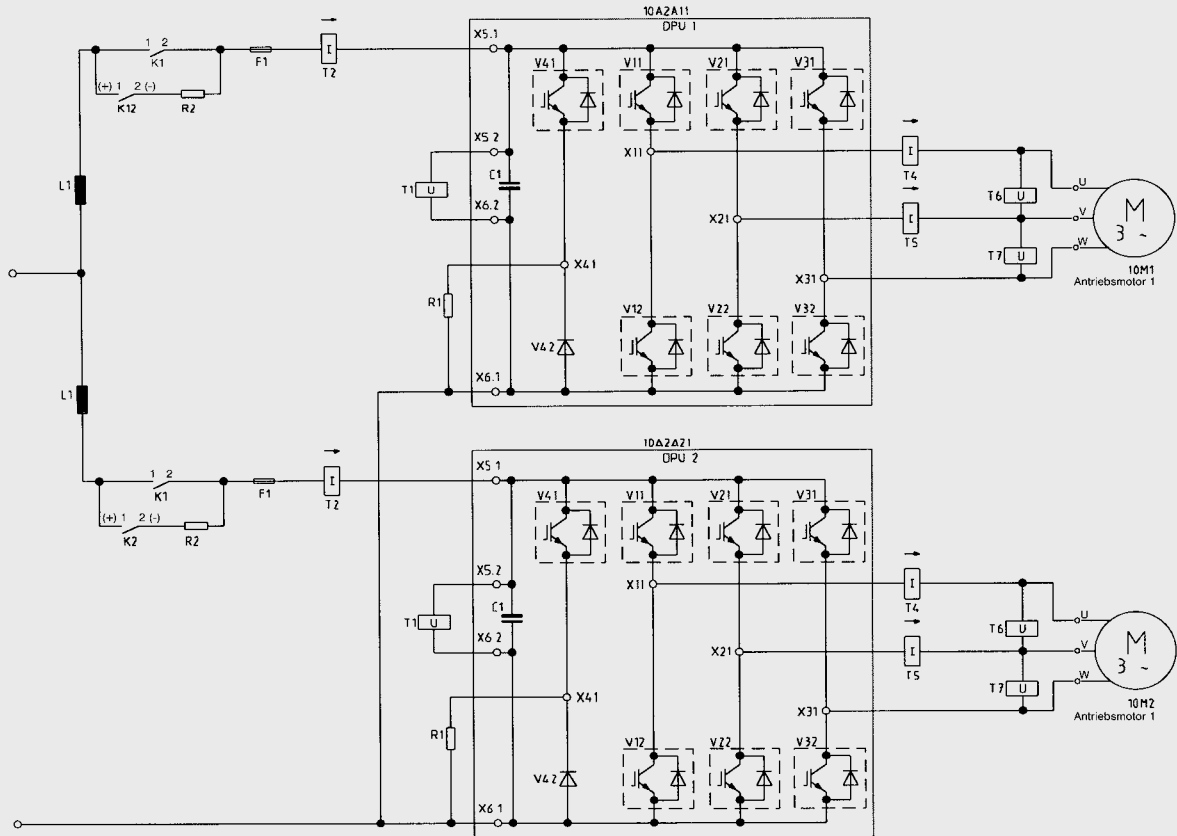 10A2A11
DPU 1
1 2
K1
F1
I
T2
X5.1
(+) 1 2 (-)
K12
R2
V41
V11
V21
V31
X5.2
T1
U
C1
X6.2
X11
I
T4
L1
X21
I
T5
T6
U
T7
U
U
V
W
M
3 ~
10M1
Antriebsmotor 1
X41
X31
R1
V12
V22
V32
V42
X6.1
L1
10A2A21
DPU 2
1 2
K1
F1
I
T2
X5.1
(+) 1 2 (-)
K2
R2
V41
V11
V21
V31
X5.2
T1
U
C1
X6.2
X11
I
T4
X21
I
T5
T6
U
T7
U
U
V
W
M
3 ~
10M2
Antriebsmotor 1
X41
X31
R1
V12
V22
V32
V42
X6.1